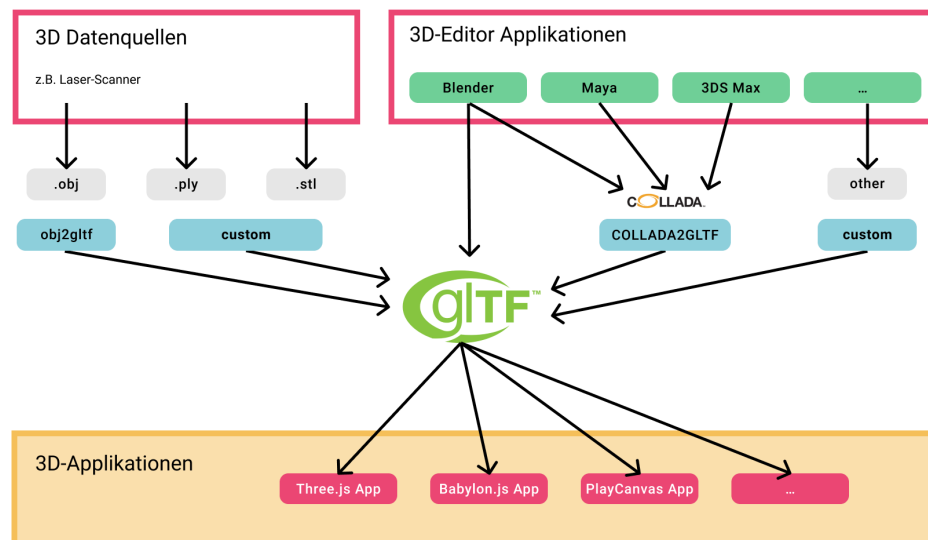 3D Datenquellen
z.B. Laser-Scanner
3D-Editor Applikationen
Blender
Maya
3DS Max
...
.obj
.ply
.stl
COLLADA.
other
obj2gltf
custom
COLLADA2GLTF
custom
glTF™
3D-Applikationen
Three.js App
Babylon.js App
PlayCanvas App
...